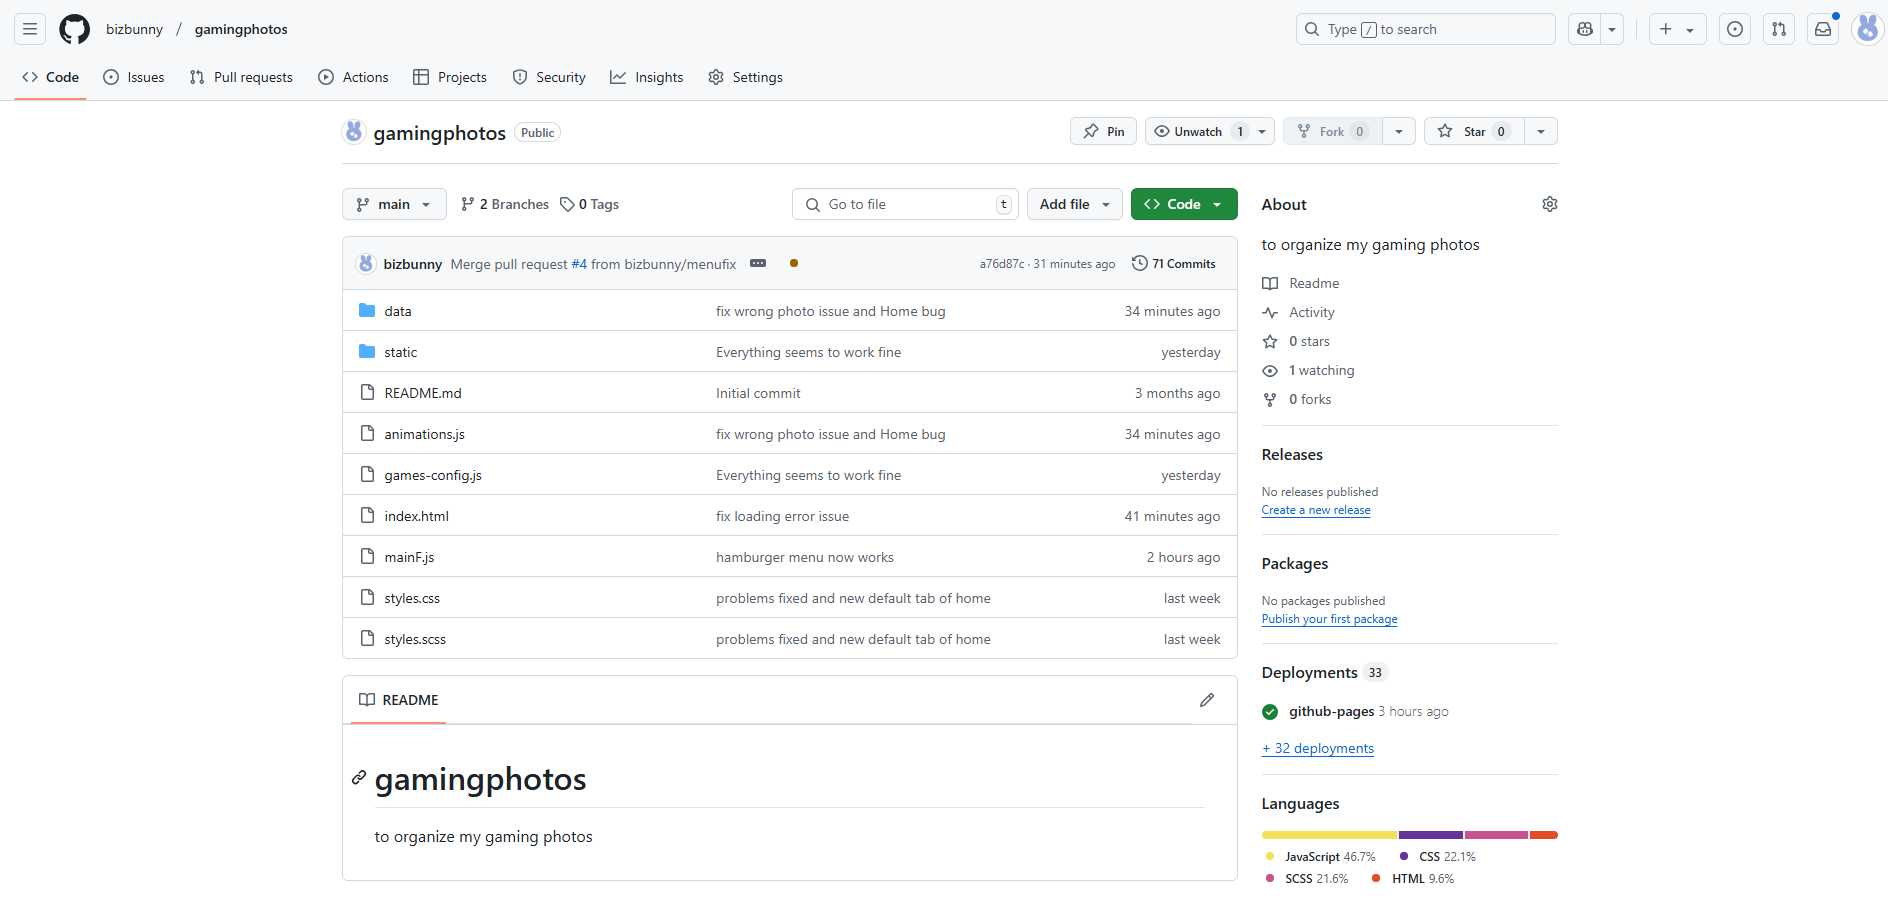 bizbunny / gamingphotos
Type / to search
Code Issues Pull requests Actions Projects Security Insights Settings
gamingphotos Public
Pin Unwatch 1 Fork 0 Star 0
main 2 Branches 0 Tags Go to file t Add file Code
bizbunny Merge pull request #4 from bizbunny/menufix a76d87c · 31 minutes ago 71 Commits
data fix wrong photo issue and Home bug 34 minutes ago
static Everything seems to work fine yesterday
README.md Initial commit 3 months ago
animations.js fix wrong photo issue and Home bug 34 minutes ago
games-config.js Everything seems to work fine yesterday
index.html fix loading error issue 41 minutes ago
mainF.js hamburger menu now works 2 hours ago
styles.css problems fixed and new default tab of home last week
styles.scss problems fixed and new default tab of home last week
README
gamingphotos
to organize my gaming photos
About
to organize my gaming photos
Readme
Activity
0 stars
1 watching
0 forks
Releases
No releases published
Create a new release
Packages
No packages published
Publish your first package
Deployments 33
github-pages 3 hours ago
+ 32 deployments
Languages
JavaScript 46.7% CSS 22.1%
SCSS 21.6% HTML 9.6%